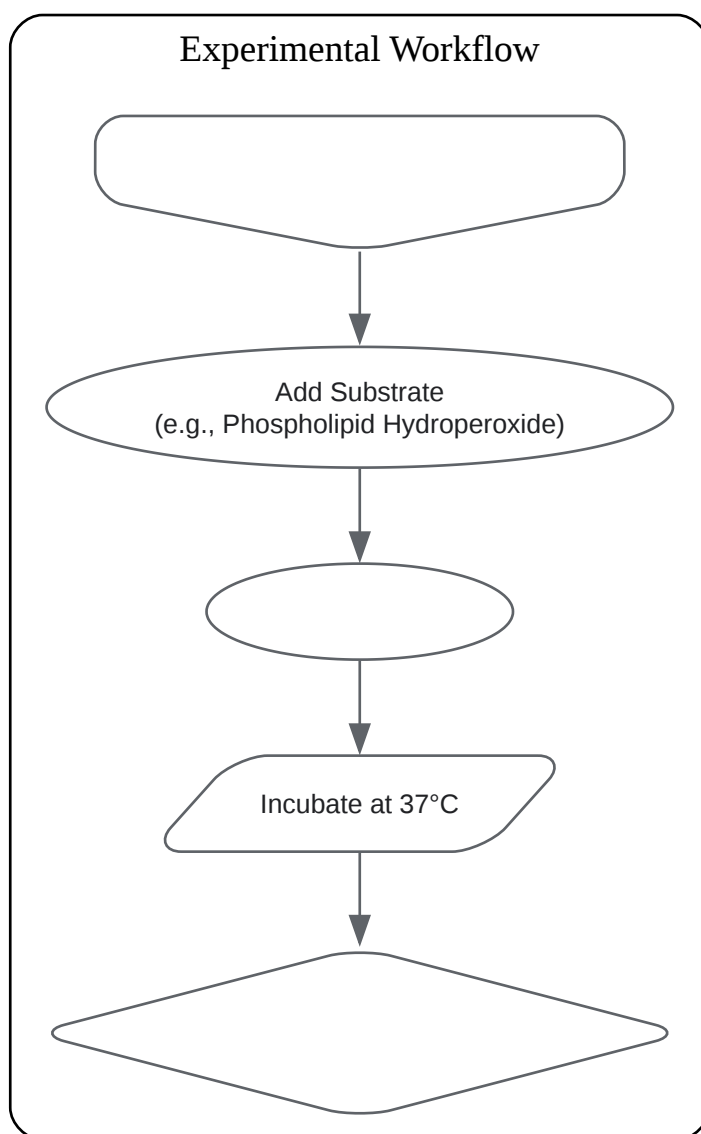 Experimental Workflow
Add Substrate
(e.g., Phospholipid Hydroperoxide)
Incubate at 37°C